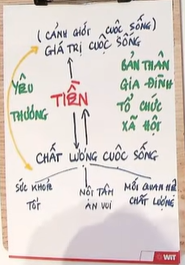 ( CẢNH GIỚI CUỘC SỐNG )
GIÁ TRỊ CUỘC SỐNG
YÊU
THƯƠNG
TIỀN
BẢN THÂN
GIA ĐÌNH
TỔ CHỨC
XÃ HỘI
CHẤT LƯỢNG CUỘC SỐNG
SỨC KHOẺ
TỐT
NỘI TÂM
AN VUI
MỐI QUAN HỆ
CHẤT LƯỢNG
WIT